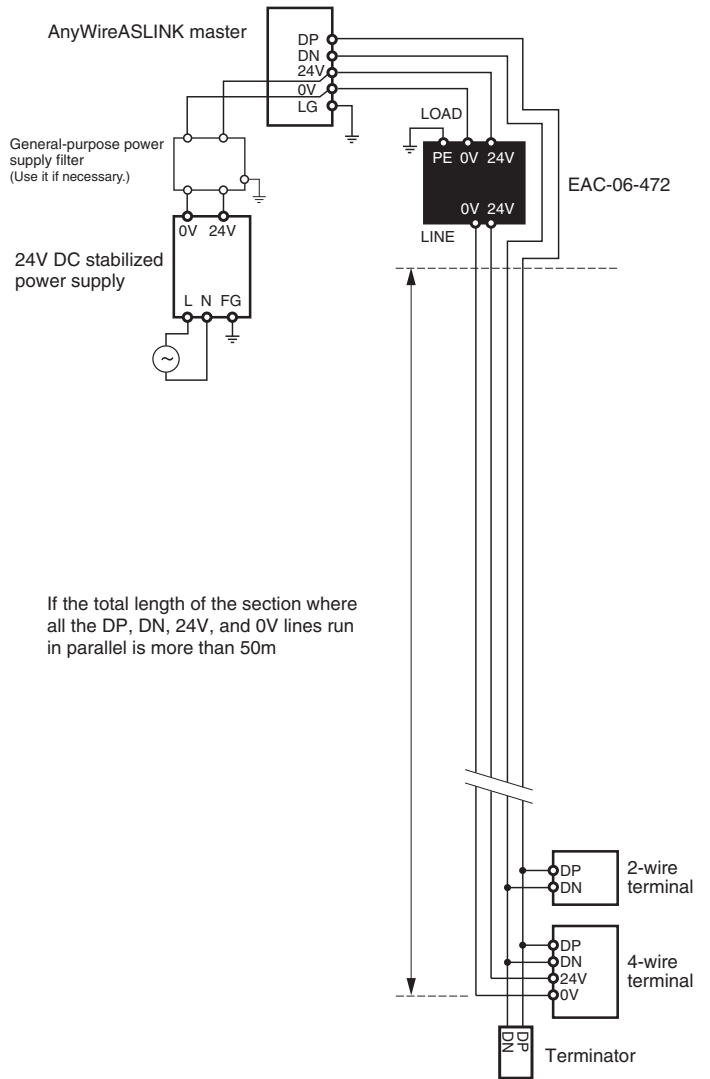 AnyWireASLINK master
DP
DN
24V
0V
LG
General-purpose power
supply filter
(Use it if necessary.)
LOAD
PE 0V 24V
EAC-06-472
0V 24V
LINE
0V 24V
24V DC stabilized
power supply
L N FG
~
If the total length of the section where
all the DP, DN, 24V, and 0V lines run
in parallel is more than 50m
DP
DN
2-wire
terminal
DP
DN
24V
0V
4-wire
terminal
DN
DP
Terminator